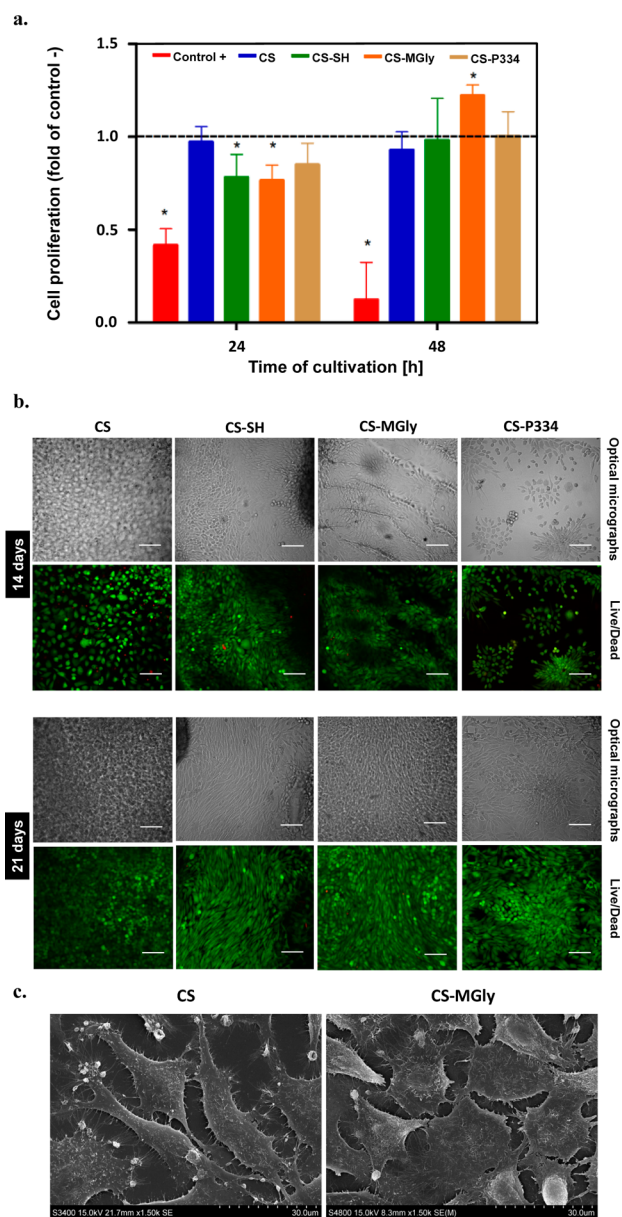 a.
Cell proliferation (fold of control -)
1.5
1.0
0.5
0.0
Control + CS CS-SH CS-MGly CS-P334
* * * * *
24 48
Time of cultivation [h]
b.
CS CS-SH CS-MGly CS-P334
14 days
Optical micrographs
Live/Dead
21 days
Optical micrographs
Live/Dead
c.
CS CS-MGly
S3400 15.0kV 21.7mm x1.50k SE 30.0um
S4800 15.0kV 8.3mm x1.50k SE(M) 30.0um